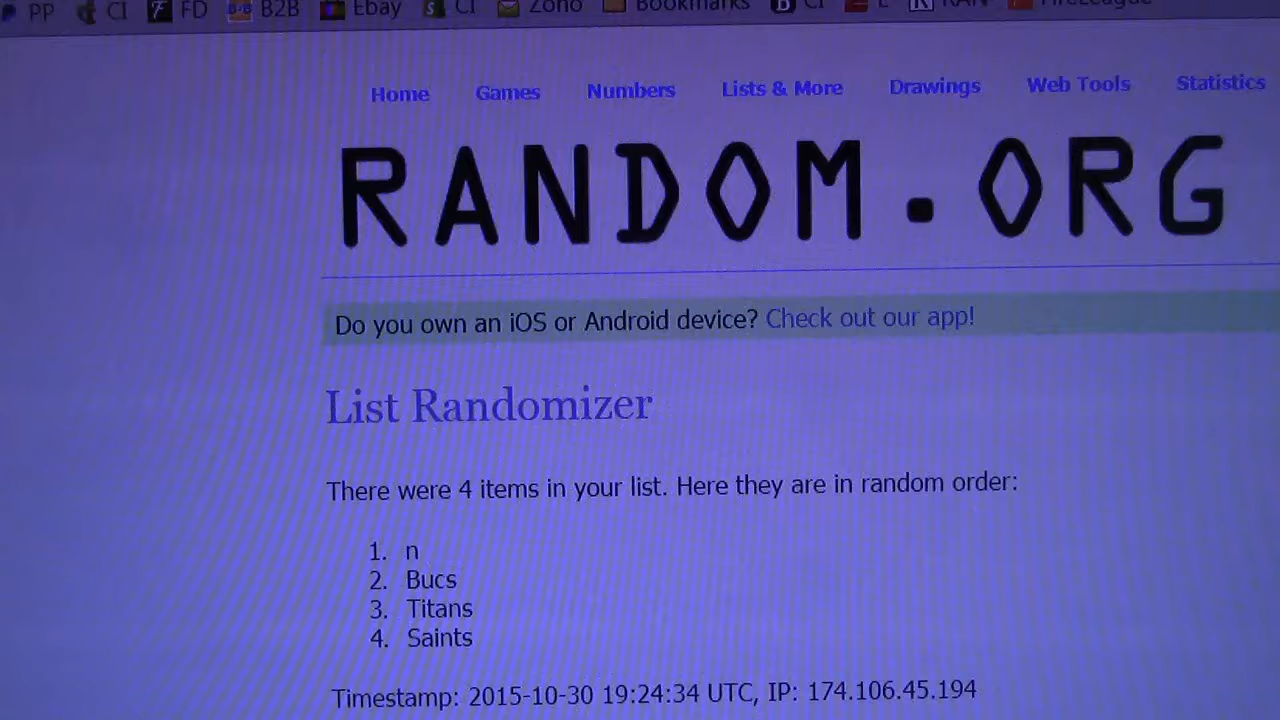 PP CI FD B2B Ebay CI Zoho Bookmarks CI
Home Games Numbers Lists & More Drawings Web Tools Statistics
RANDOM.ORG
Do you own an iOS or Android device? Check out our app!
List Randomizer
There were 4 items in your list. Here they are in random order:
1. n
2. Bucs
3. Titans
4. Saints
Timestamp: 2015-10-30 19:24:34 UTC, IP: 174.106.45.194